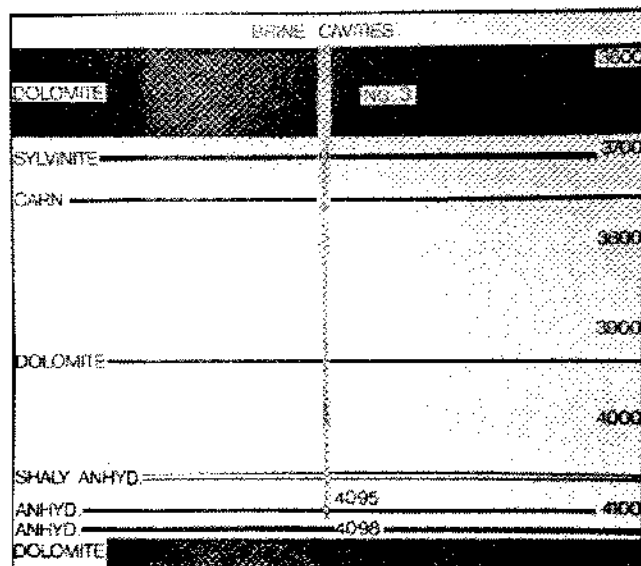 BRINE CAVITIES
3600
DOLOMITE NO. 3
3700
SYLVINITE
CARN
3800
3900
DOLOMITE
4000
SHALY ANHYD.
4095
ANHYD. 4100
ANHYD. 4098
DOLOMITE